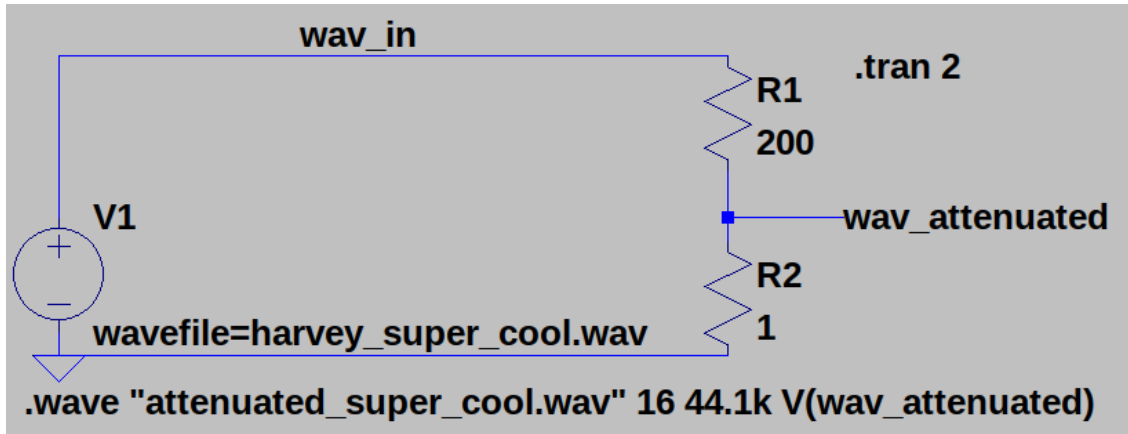 wav_in
.tran 2
R1
200
V1
wav_attenuated
R2
1
wavefile=harvey_super_cool.wav
.wave "attenuated_super_cool.wav" 16 44.1k V(wav_attenuated)